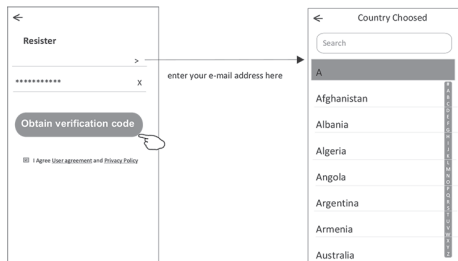 Resister
>
*********** X
Obtain verification code
I Agree User agreement and Privacy Policy
enter your e-mail address here
Country Choosed
Search
A
Afghanistan
Albania
Algeria
Angola
Argentina
Armenia
Australia